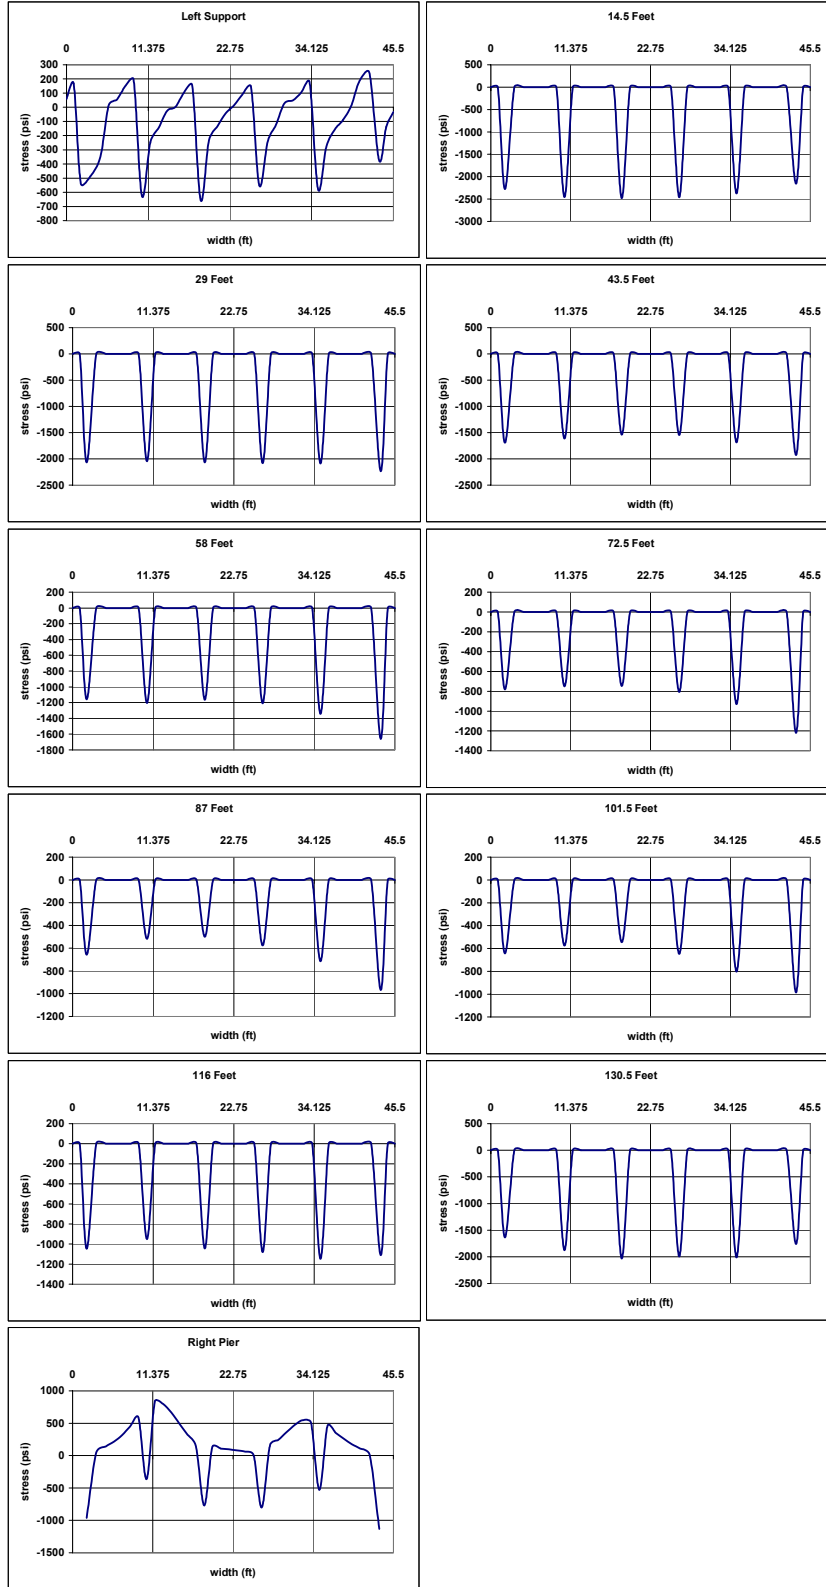 Left Support
0 11.375 22.75 34.125 45.5
300
200
100
0
-100
-200
-300
-400
-500
-600
-700
-800
stress (psi)
width (ft)
14.5 Feet
0 11.375 22.75 34.125 45.5
500
0
-500
-1000
-1500
-2000
-2500
-3000
stress (psi)
width (ft)
29 Feet
0 11.375 22.75 34.125 45.5
500
0
-500
-1000
-1500
-2000
-2500
stress (psi)
width (ft)
43.5 Feet
0 11.375 22.75 34.125 45.5
500
0
-500
-1000
-1500
-2000
-2500
stress (psi)
width (ft)
58 Feet
0 11.375 22.75 34.125 45.5
200
0
-200
-400
-600
-800
-1000
-1200
-1400
-1600
-1800
stress (psi)
width (ft)
72.5 Feet
0 11.375 22.75 34.125 45.5
200
0
-200
-400
-600
-800
-1000
-1200
-1400
stress (psi)
width (ft)
87 Feet
0 11.375 22.75 34.125 45.5
200
0
-200
-400
-600
-800
-1000
-1200
stress (psi)
width (ft)
101.5 Feet
0 11.375 22.75 34.125 45.5
200
0
-200
-400
-600
-800
-1000
-1200
stress (psi)
width (ft)
116 Feet
0 11.375 22.75 34.125 45.5
200
0
-200
-400
-600
-800
-1000
-1200
-1400
stress (psi)
width (ft)
130.5 Feet
0 11.375 22.75 34.125 45.5
500
0
-500
-1000
-1500
-2000
-2500
stress (psi)
width (ft)
Right Pier
0 11.375 22.75 34.125 45.5
1000
500
0
-500
-1000
-1500
stress (psi)
width (ft)